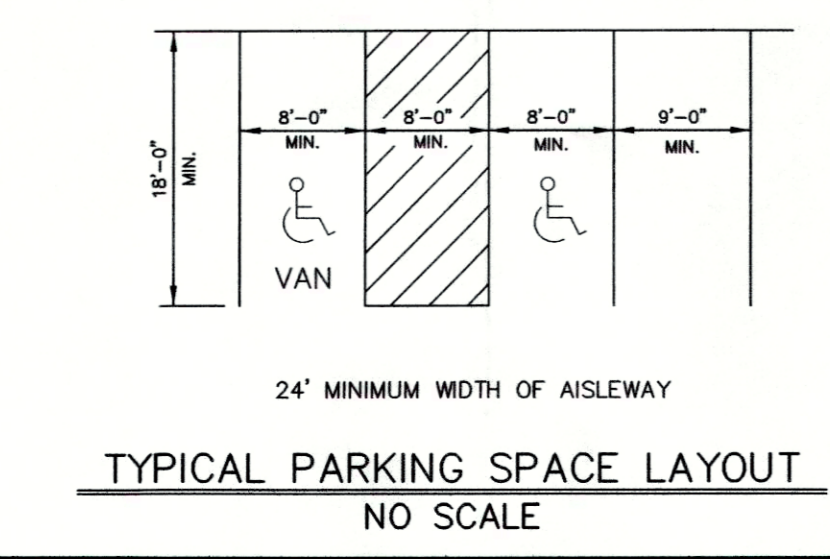 8'-0" 8'-0" 8'-0" 9'-0"
MIN. MIN. MIN. MIN.
18'-0"
MIN.
VAN
24' MINIMUM WIDTH OF AISLEWAY
TYPICAL PARKING SPACE LAYOUT
NO SCALE